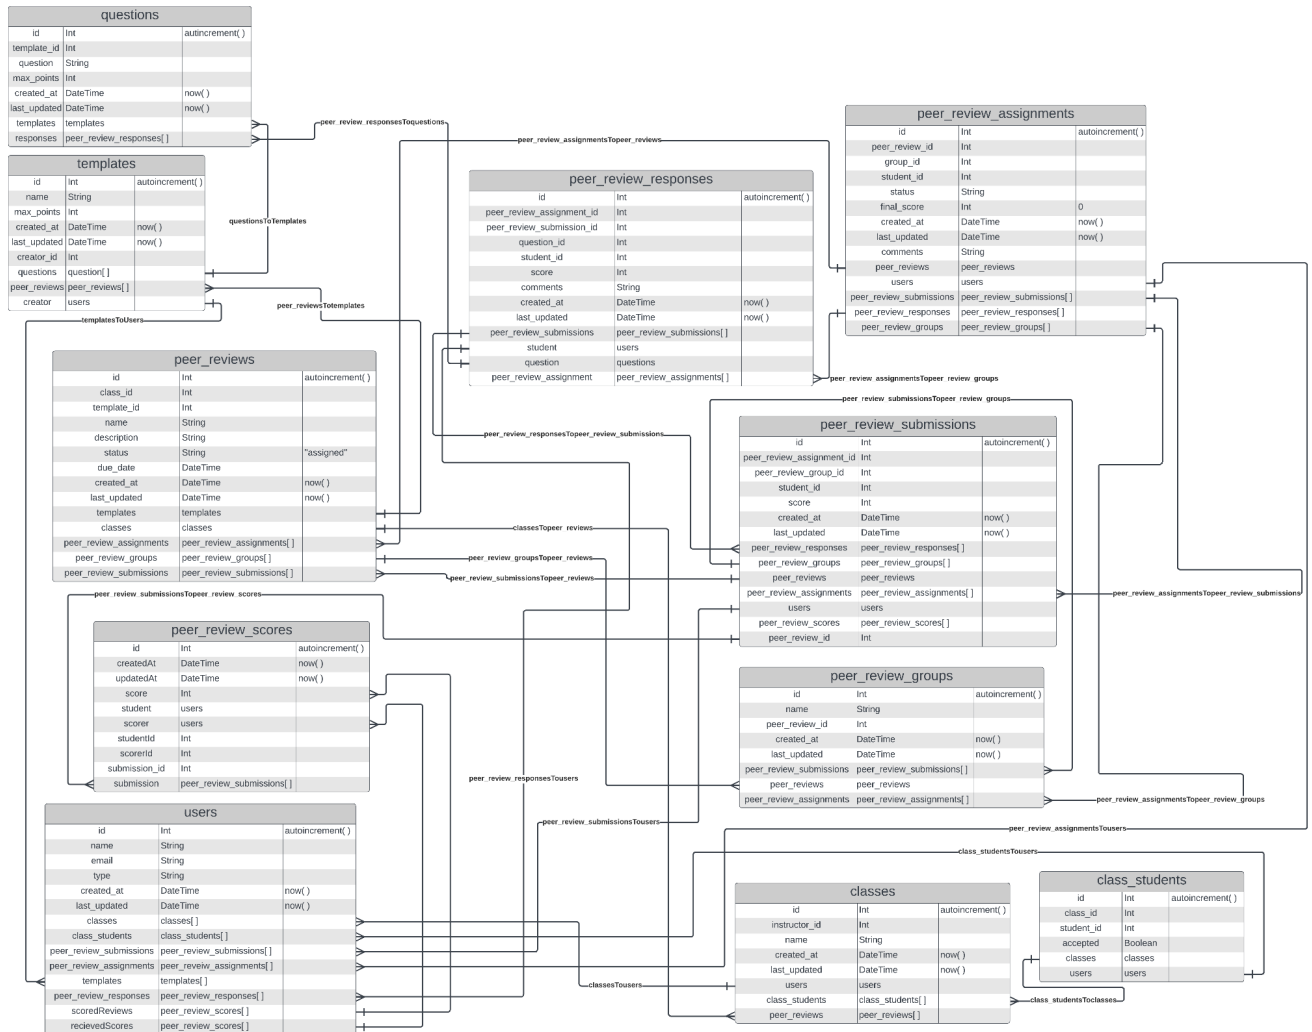 questions
id Int autincrement( )
template_id Int
question String
max_points Int
created_at DateTime now( )
last_updated DateTime now( )
templates templates
responses peer_review_responses[ ]
peer_review_responsesToquestions
templates
id Int autoincrement( )
name String
max_points Int
created_at DateTime now( )
last_updated DateTime now( )
creator_id Int
questions question[ ]
peer_reviews peer_reviews[ ]
creator users
questionsToTemplates
peer_reviewsTotemplates
templatesToUsers
peer_review_assignmentsTopeer_reviews
peer_review_responses
id Int autoincrement( )
peer_review_assignment_id Int
peer_review_submission_id Int
question_id Int
student_id Int
score Int
comments String
created_at DateTime now( )
last_updated DateTime now( )
peer_review_submissions peer_review_submissions[ ]
student users
question questions
peer_review_assignment peer_review_assignments[ ]
peer_review_assignments
id Int autoincrement( )
peer_review_id Int
group_id Int
student_id Int
status String
final_score Int 0
created_at DateTime now( )
last_updated DateTime now( )
comments String
peer_reviews peer_reviews
users users
peer_review_submissions peer_review_submissions[ ]
peer_review_responses peer_review_responses[ ]
peer_review_groups peer_review_groups[ ]
peer_review_assignmentsTopeer_review_groups
peer_reviews
id Int autoincrement( )
class_id Int
template_id Int
name String
description String
status String "assigned"
due_date DateTime
created_at DateTime now( )
last_updated DateTime now( )
templates templates
classes classes
peer_review_assignments peer_review_assignments[ ]
peer_review_groups peer_review_groups[ ]
peer_review_submissions peer_review_submissions[ ]
peer_review_submissionsTopeer_review_groups
peer_review_responsesTopeer_review_submissions
classesTopeer_reviews
peer_review_groupsTopeer_reviews
peer_review_submissionsTopeer_reviews
peer_review_submissions
id Int autoincrement( )
peer_review_assignment_id Int
peer_review_group_id Int
student_id Int
score Int
created_at DateTime now( )
last_updated DateTime now( )
peer_review_responses peer_review_responses[ ]
peer_review_groups peer_review_groups[ ]
peer_reviews peer_reviews
peer_review_assignments peer_review_assignments[ ]
users users
peer_review_scores peer_review_scores[ ]
peer_review_id Int
peer_review_assignmentsTopeer_review_submissions
peer_review_submissionsTopeer_review_scores
peer_review_scores
id Int autoincrement( )
createdAt DateTime now( )
updatedAt DateTime now( )
score Int
student users
scorer users
studentId Int
scorerId Int
submission_id Int
submission peer_review_submissions[ ]
peer_review_groups
id Int autoincrement( )
name String
peer_review_id Int
created_at DateTime now( )
last_updated DateTime now( )
peer_review_submissions peer_review_submissions[ ]
peer_reviews peer_reviews
peer_review_assignments peer_review_assignments[ ]
peer_review_assignmentsTopeer_review_groups
peer_review_responsesTousers
peer_review_submissionsTousers
peer_review_assignmentsTousers
class_studentsTousers
users
id Int autoincrement( )
name String
email String
type String
created_at DateTime now( )
last_updated DateTime now( )
classes classes[ ]
class_students class_students[ ]
peer_review_submissions peer_review_submissions[ ]
peer_review_assignments peer_reveiw_assignments[ ]
templates templates[ ]
peer_review_responses peer_review_responses[ ]
scoredReviews peer_review_scores[ ]
recievedScores peer_review_scores[ ]
classesTousers
classes
id Int autoincrement( )
instructor_id Int
name String
created_at DateTime now( )
last_updated DateTime now( )
users users
class_students class_students[ ]
peer_reviews peer_reviews[ ]
class_students
id Int autoincrement( )
class_id Int
student_id Int
accepted Boolean
classes classes
users users
class_studentsToclasses